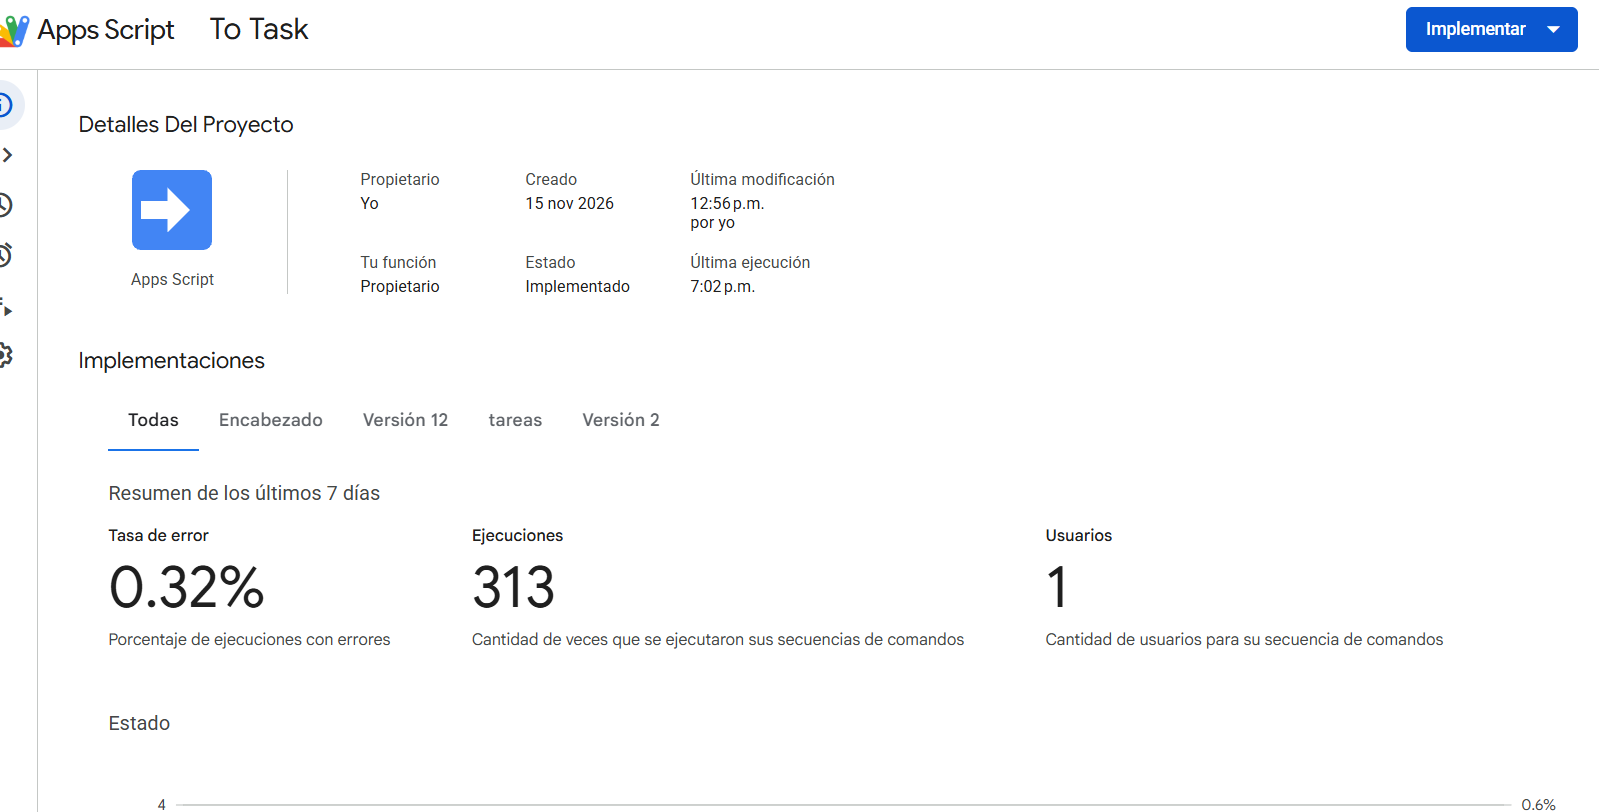 Apps Script
To Task
Implementar
Detalles Del Proyecto
Apps Script
Propietario
Yo
Creado
15 nov 2026
Última modificación
12:56 p.m.
por yo
Tu función
Propietario
Estado
Implementado
Última ejecución
7:02 p.m.
Implementaciones
Todas
Encabezado
Versión 12
tareas
Versión 2
Resumen de los últimos 7 días
Tasa de error
0.32%
Porcentaje de ejecuciones con errores
Ejecuciones
313
Cantidad de veces que se ejecutaron sus secuencias de comandos
Usuarios
1
Cantidad de usuarios para su secuencia de comandos
Estado
4
0.6%